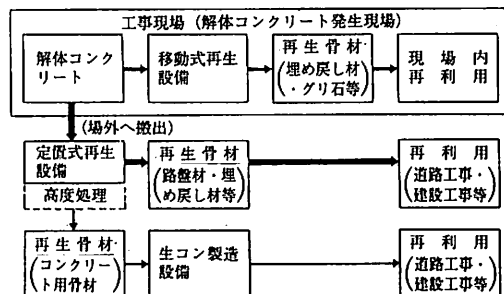 工事現場（解体コンクリート発生現場）
解体コンク
リート
移動式再生
設備
再生骨材
（埋め戻し材
・グリ石等）
現場内
再利用
（場外へ搬出）
定置式再生
設備
高度処理
再生骨材
（路盤材・埋
め戻し材等）
再利用
（道路工事・
建設工事等）
再生骨材
（コンクリー
ト用骨材）
生コン製造
設備
再利用
（道路工事・
建設工事等）